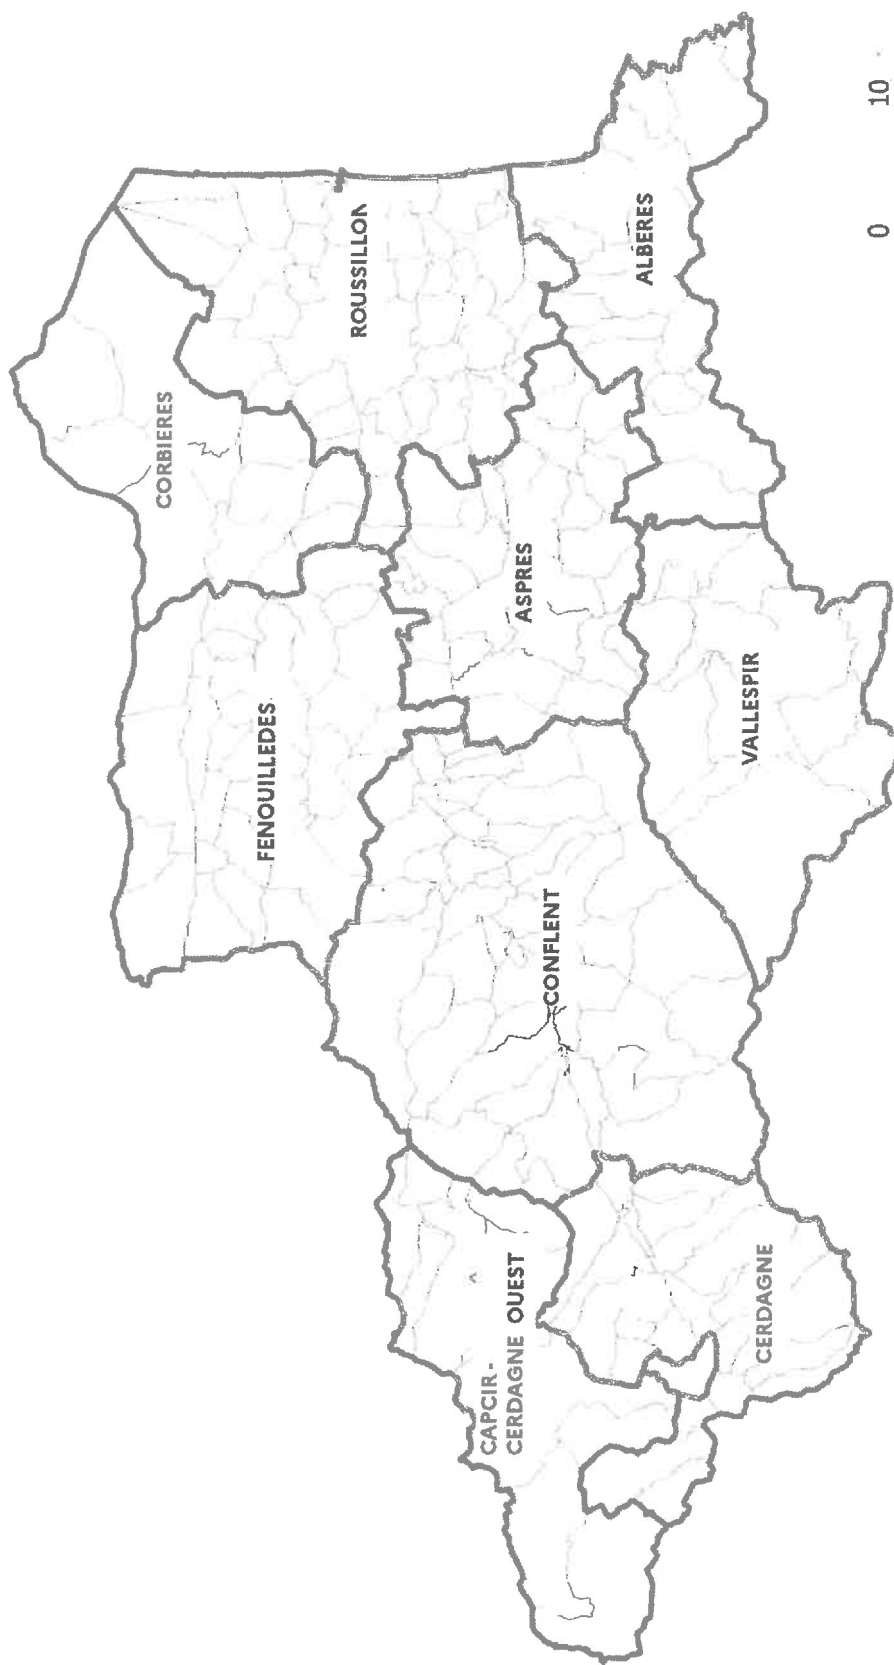 CORBIERES
FENOUILLEDES
ROUSSILLON
CAPCIR-
CERDAGNE OUEST
ASPRES
CONFLENT
ALBERES
CERDAGNE
VALLESPIR
0 10